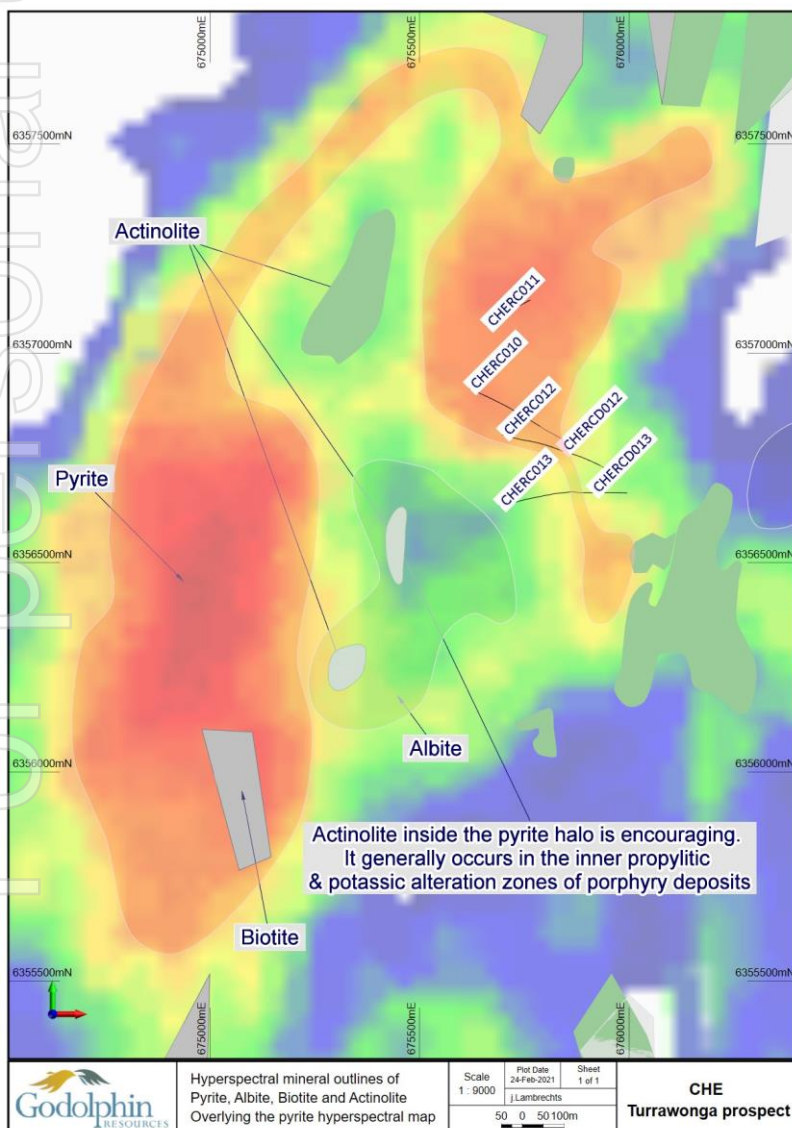 675000mE
675500mE
676000mE
6357500mN
6357500mN
Actinolite
CHERC011
6357000mN
6357000mN
CHERC010
CHERC012
CHERCD012
CHERC013
CHERCD013
Pyrite
6356500mN
6356500mN
6356000mN
6356000mN
Albite
Actinolite inside the pyrite halo is encouraging.
It generally occurs in the inner propylitic
& potassic alteration zones of porphyry deposits
Biotite
6355500mN
6355500mN
675000mE
675500mE
676000mE
Godolphin
RESOURCES
Hyperspectral mineral outlines of
Pyrite, Albite, Biotite and Actinolite
Overlying the pyrite hyperspectral map
Scale
1 : 9000
Plot Date
24-Feb-2021
Sheet
1 of 1
j.Lambrechts
50 0 50 100m
CHE
Turrawonga prospect